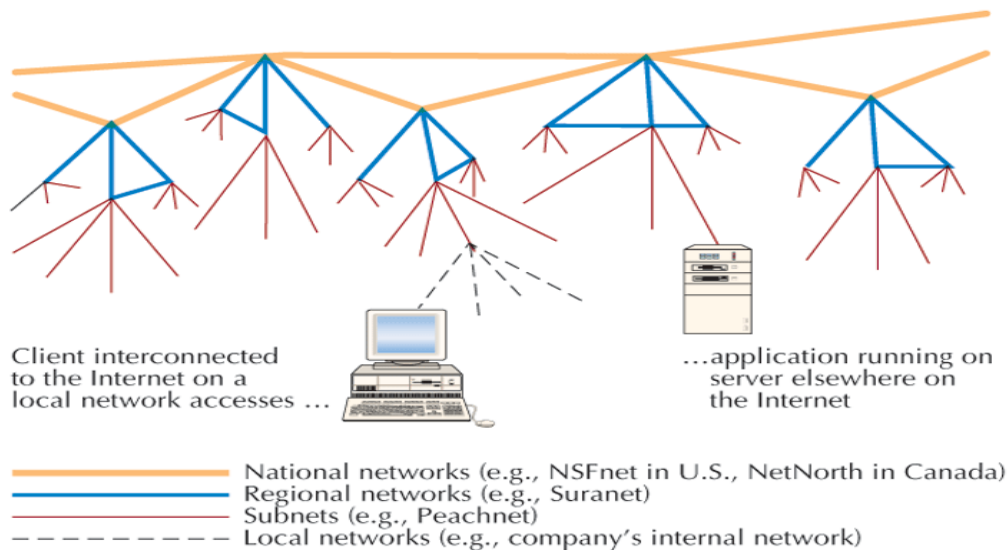 Client interconnected
to the Internet on a
local network accesses ...
...application running on
server elsewhere on
the Internet
National networks (e.g., NSFnet in U.S., NetNorth in Canada)
Regional networks (e.g., Suranet)
Subnets (e.g., Peachnet)
Local networks (e.g., company's internal network)